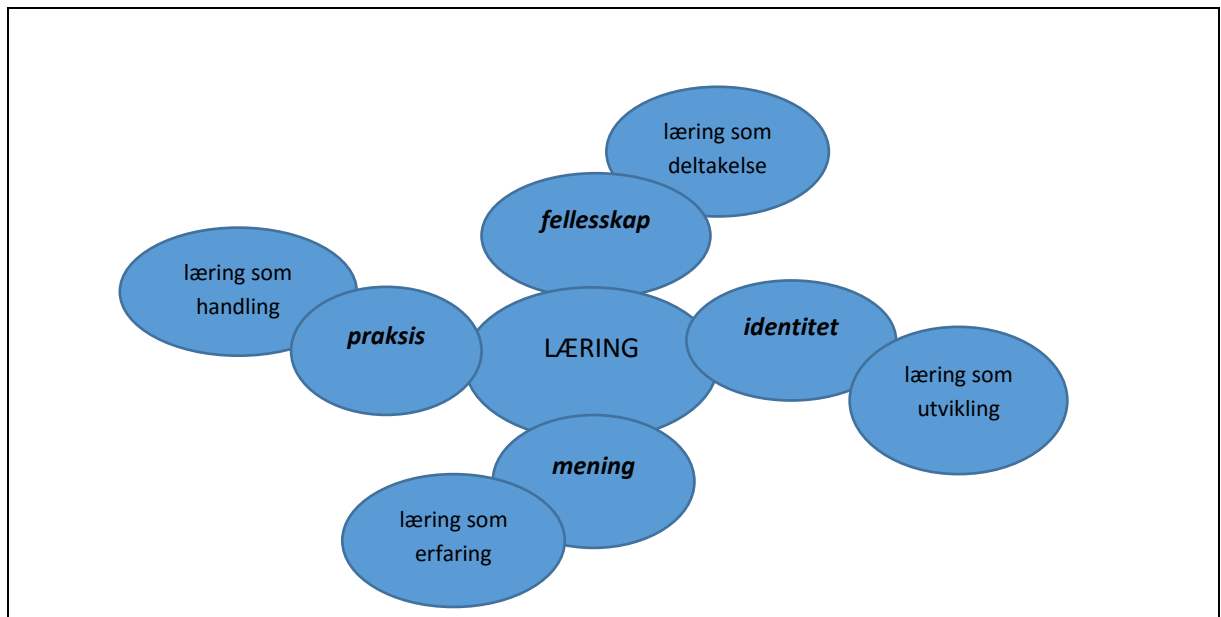 læring som
deltakelse
fellesskap
læring som
handling
praksis
LÆRING
identitet
læring som
utvikling
mening
læring som
erfaring